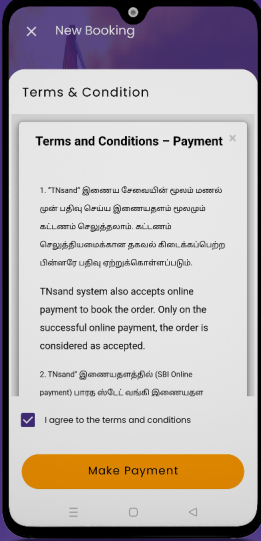 New Booking
Terms & Condition
Terms and Conditions – Payment ×
1. "TNsand" இணைய சேவையின் மூலம் மணல்
முன் பதிவு செய்ய இணையதளம் மூலமும்
கட்டணம் செலுத்தலாம். கட்டணம்
செலுத்தியமைக்கான தகவல் கிடைக்கப்பெற்ற
பின்னரே பதிவு ஏற்றுக்கொள்ளப்படும்.
TNsand system also accepts online
payment to book the order. Only on the
successful online payment, the order is
considered as accepted.
2. TNsand" இணையதளத்தில் (SBI Online
payment) பாரத ஸ்டேட் வங்கி இணையதள
I agree to the terms and conditions
Make Payment